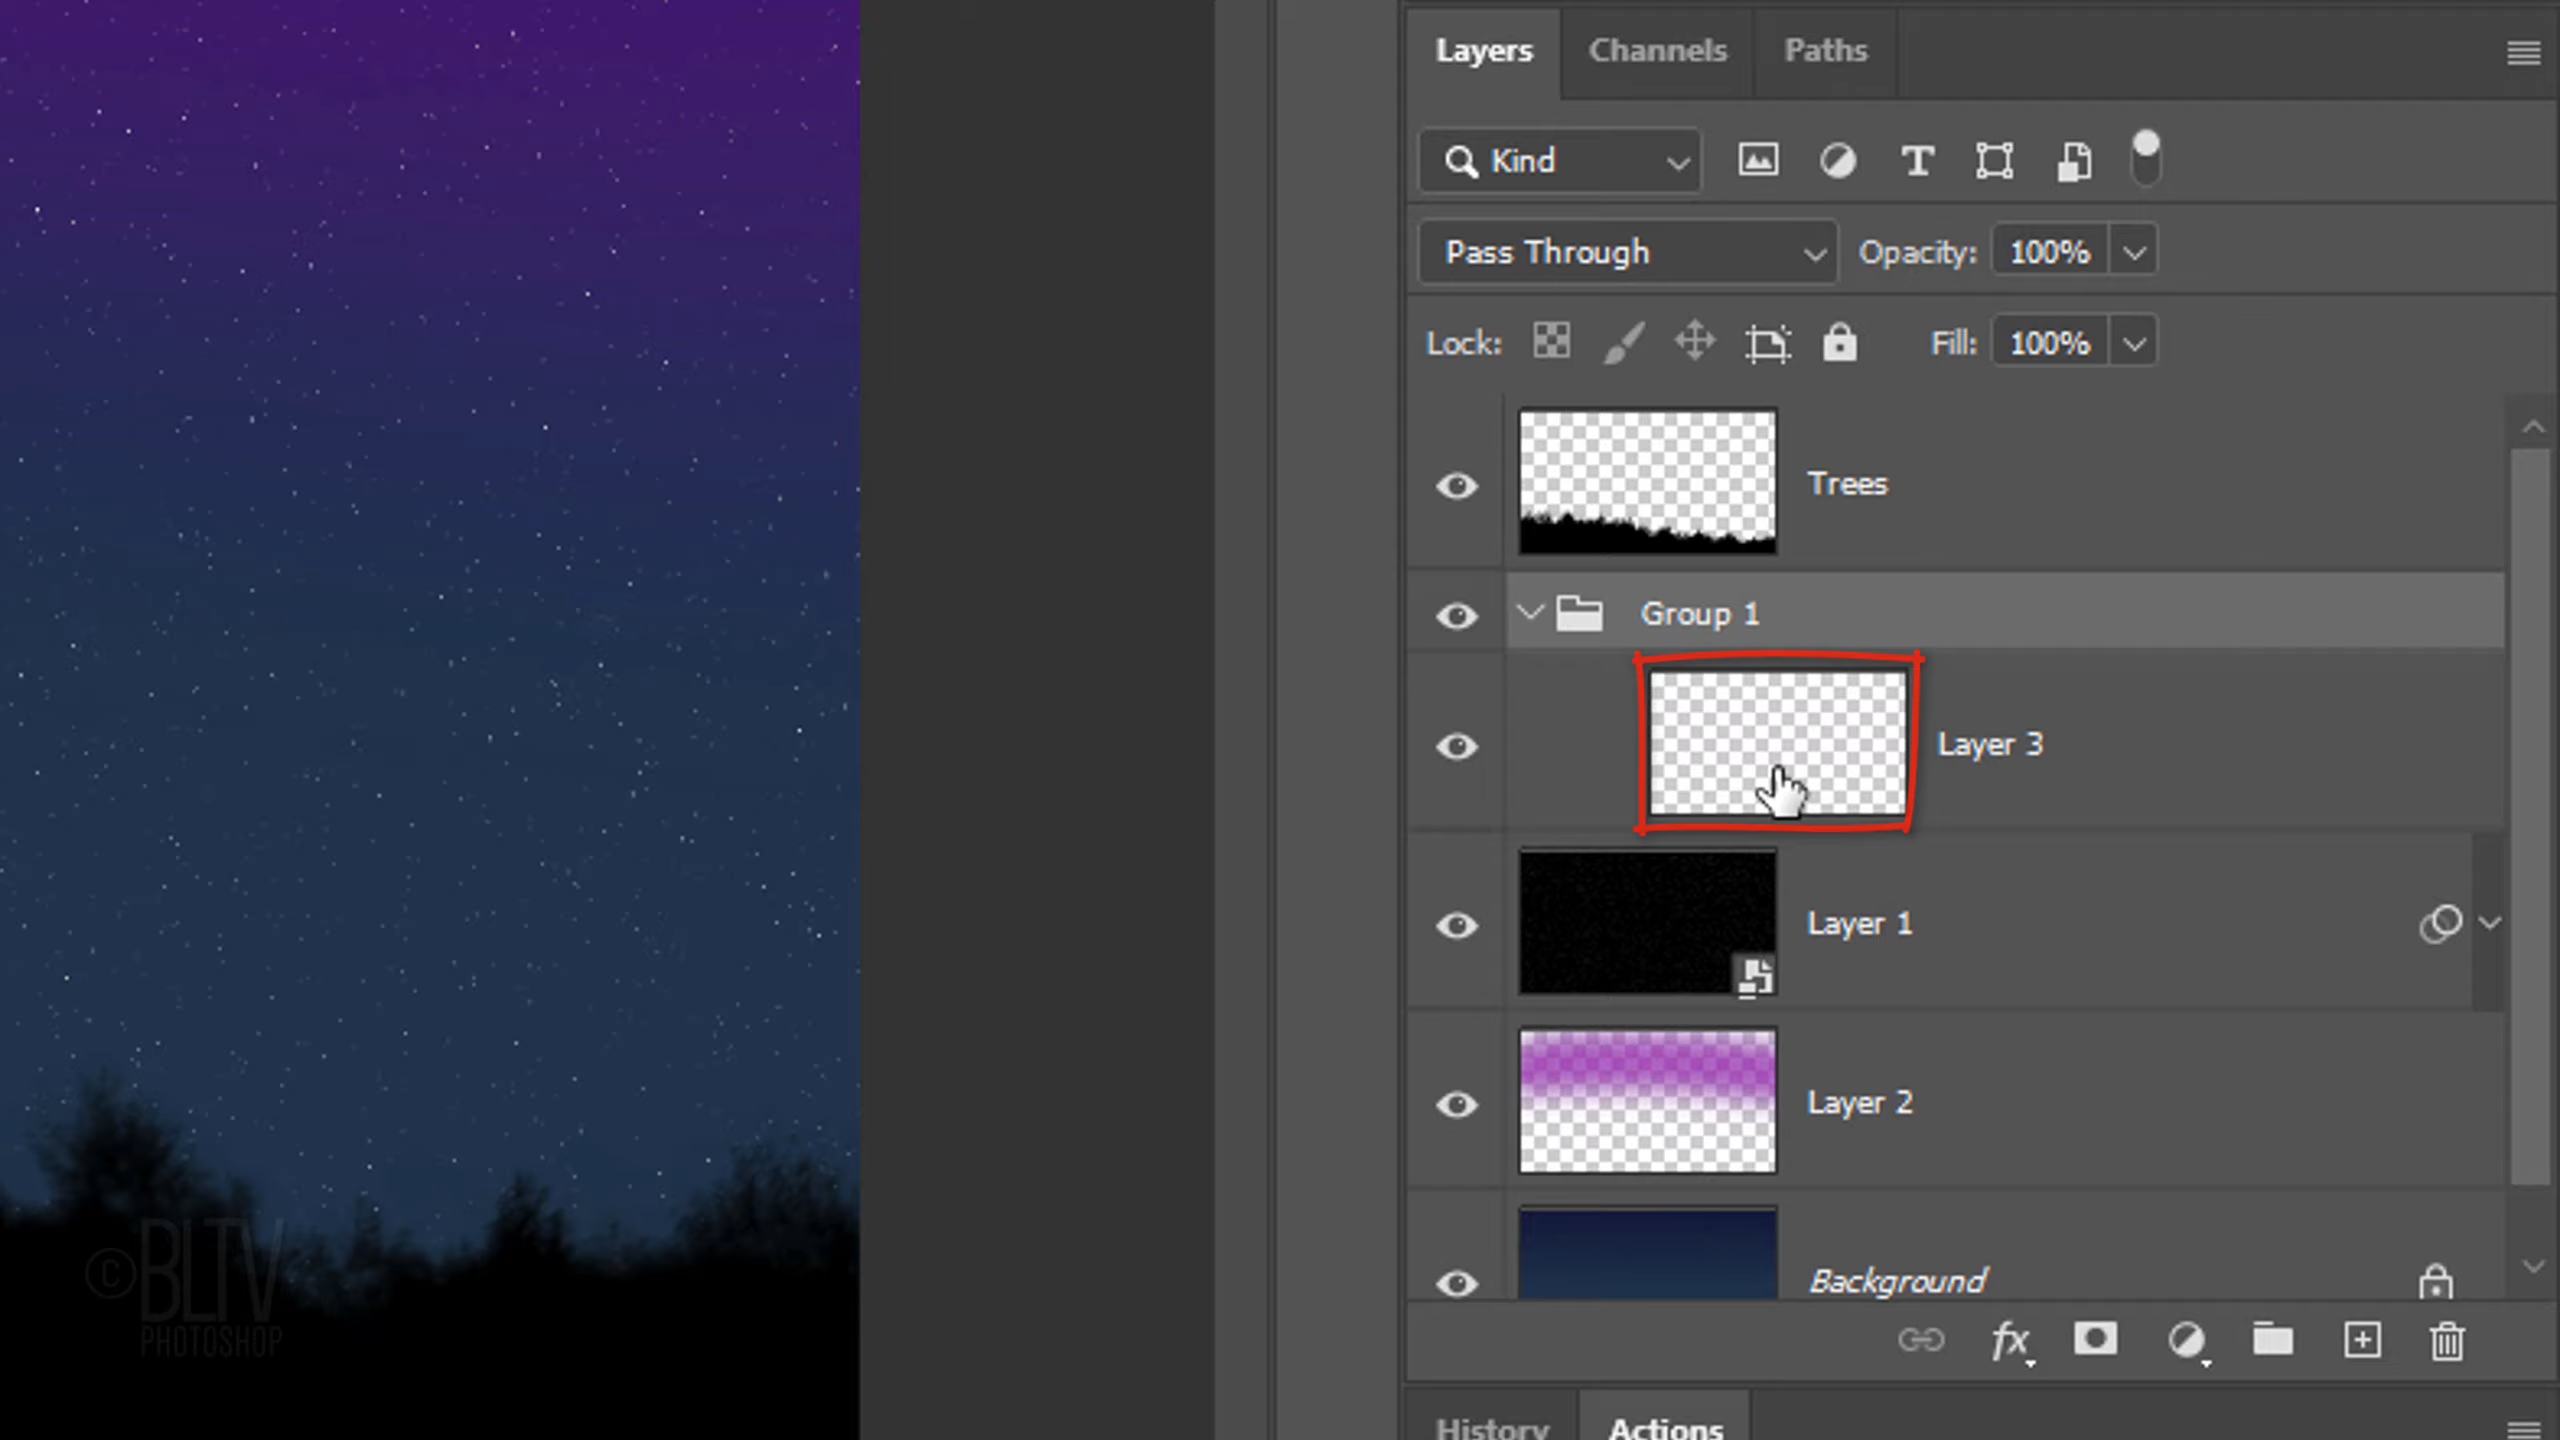 Layers Channels Paths
Kind
Pass Through Opacity: 100%
Lock: Fill: 100%
Trees
Group 1
Layer 3
Layer 1
Layer 2
Background
fx
History Actions
©BLTV
PHOTOSHOP